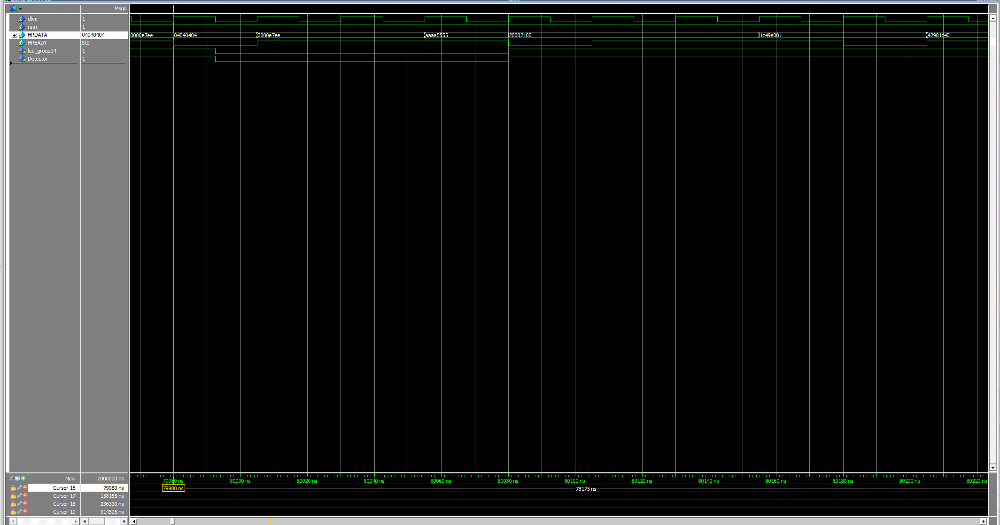 Msgs
clkm 1
rstn 1
HRDATA 04040404 0000e7ee 04040404 0000e7ee aaaa5555 20002100 1c49e001 42901c40
HREADY St0
led_group04 1
Detector 1
Now 2000000 ns 79980 ns 80000 ns 80020 ns 80040 ns 80060 ns 80080 ns 80100 ns 80120 ns 80140 ns 80160 ns 80180 ns 80200 ns 80220 ns
Cursor 16 79980 ns 79980 ns 78175 ns
Cursor 17 158155 ns
Cursor 18 236330 ns
Cursor 19 314505 ns